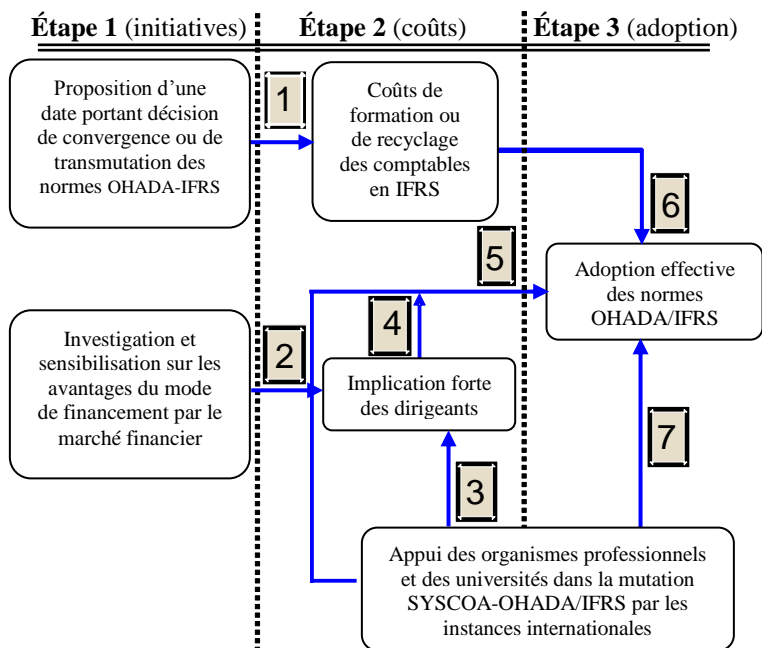 Étape 1 (initiatives)
Étape 2 (coûts)
Étape 3 (adoption)
Proposition d’une
date portant décision
de convergence ou de
transmutation des
normes OHADA-IFRS
1
Coûts de
formation ou
de recyclage
des comptables
en IFRS
6
5
Adoption effective
des normes
OHADA/IFRS
Investigation et
sensibilisation sur les
avantages du mode
de financement par le
marché financier
2
4
Implication forte
des dirigeants
3
7
Appui des organismes professionnels
et des universités dans la mutation
SYSCOA-OHADA/IFRS par les
instances internationales